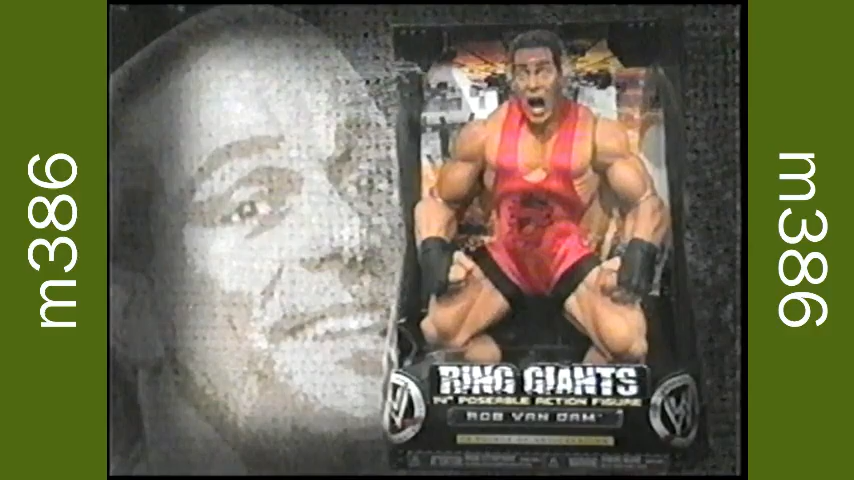 m386
RING GIANTS
14" POSEABLE ACTION FIGURE
ROB VAN DAM
W
W
m386